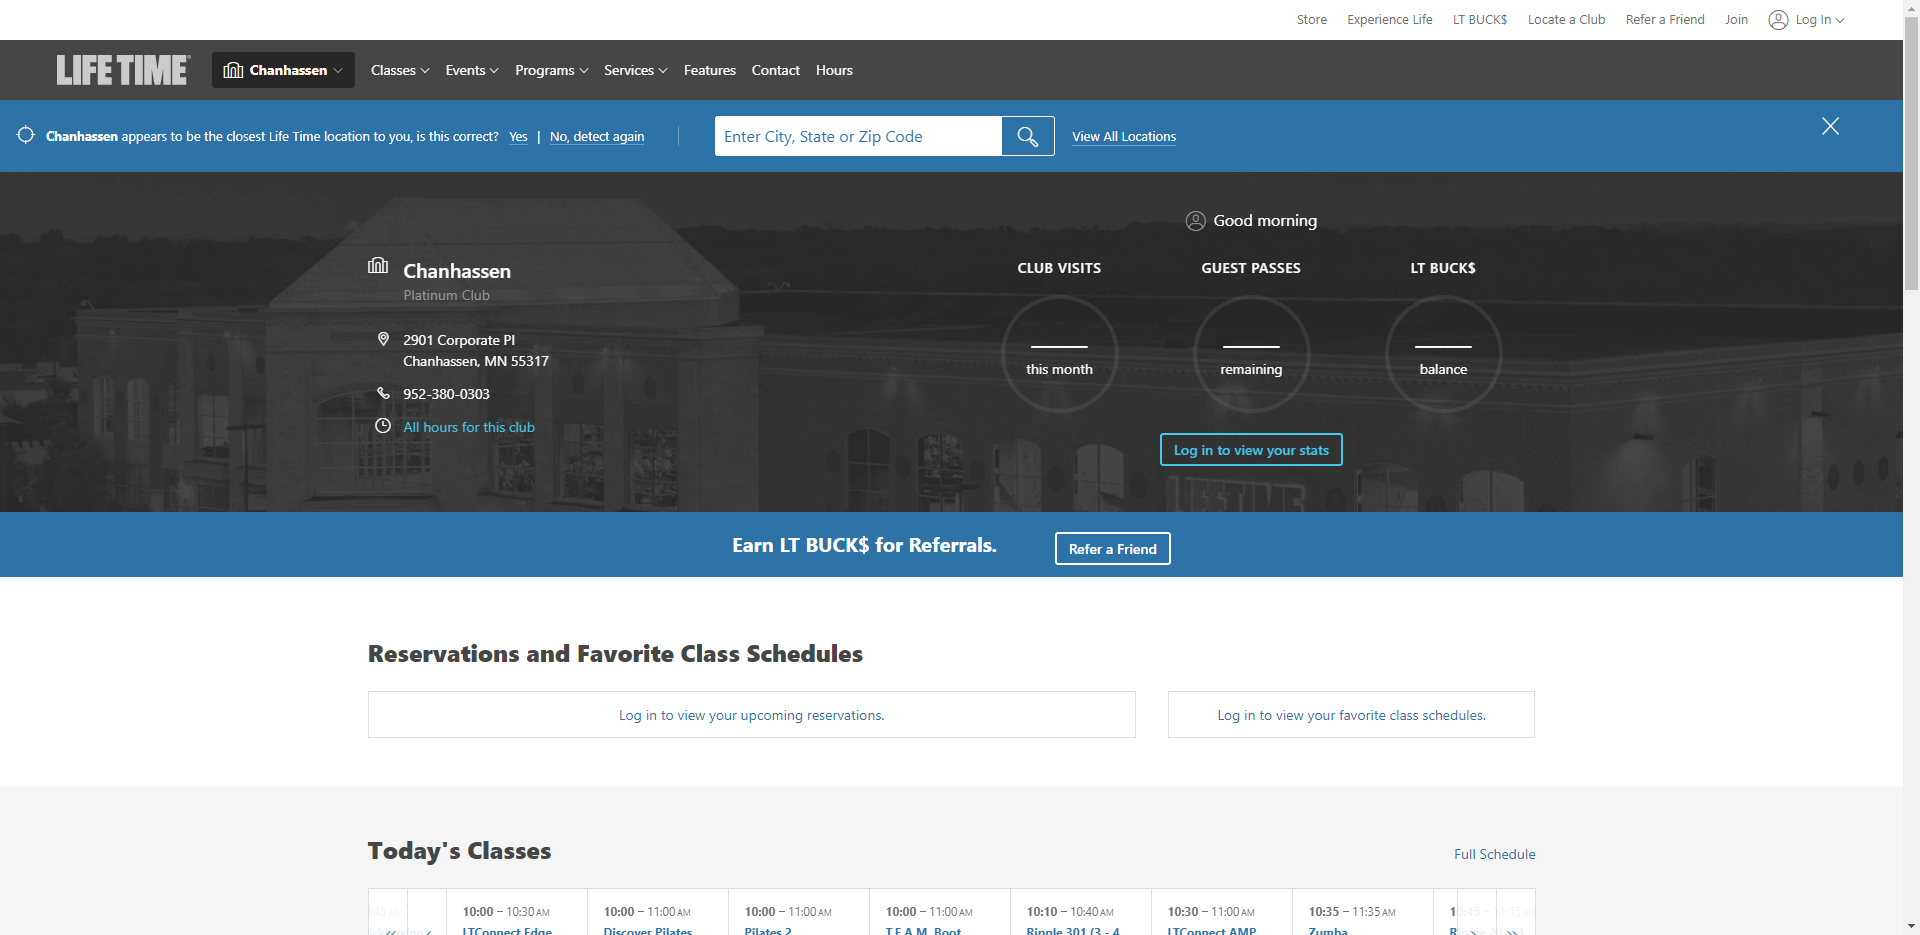 Store Experience Life LT BUCK$ Locate a Club Refer a Friend Join Log In
LIFE TIME Chanhassen Classes Events Programs Services Features Contact Hours
Chanhassen appears to be the closest Life Time location to you, is this correct? Yes | No, detect again Enter City, State or Zip Code View All Locations
Good morning
Chanhassen
Platinum Club
2901 Corporate Pl
Chanhassen, MN 55317
952-380-0303
All hours for this club
CLUB VISITS GUEST PASSES LT BUCK$
this month remaining balance
Log in to view your stats
LIFETIME
Earn LT BUCK$ for Referrals. Refer a Friend
Reservations and Favorite Class Schedules
Log in to view your upcoming reservations. Log in to view your favorite class schedules.
Today's Classes Full Schedule
10:00 – 10:30 AM 10:00 – 11:00 AM 10:00 – 11:00 AM 10:00 – 11:00 AM 10:10 – 10:40 AM 10:30 – 11:00 AM 10:35 – 11:35 AM 10:45 – 11:15 AM
LTConnect Edge Discover Pilates Pilates 2 T.E.A.M. Boot Ripple 301 (3 - 4 LTConnect AMP Zumba